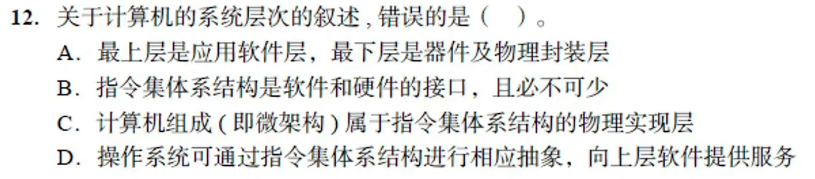 12. 关于计算机的系统层次的叙述，错误的是（　）。
A. 最上层是应用软件层，最下层是器件及物理封装层
B. 指令集体系结构是软件和硬件的接口，且必不可少
C. 计算机组成（即微架构）属于指令集体系结构的物理实现层
D. 操作系统可通过指令集体系结构进行相应抽象，向上层软件提供服务